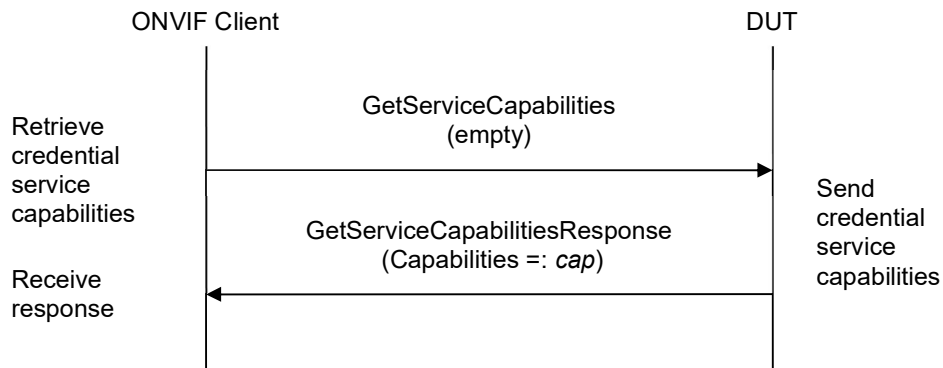 ONVIF Client
DUT
GetServiceCapabilities
(empty)
Retrieve
credential
service
capabilities
Send
credential
service
capabilities
GetServiceCapabilitiesResponse
(Capabilities =: cap)
Receive
response